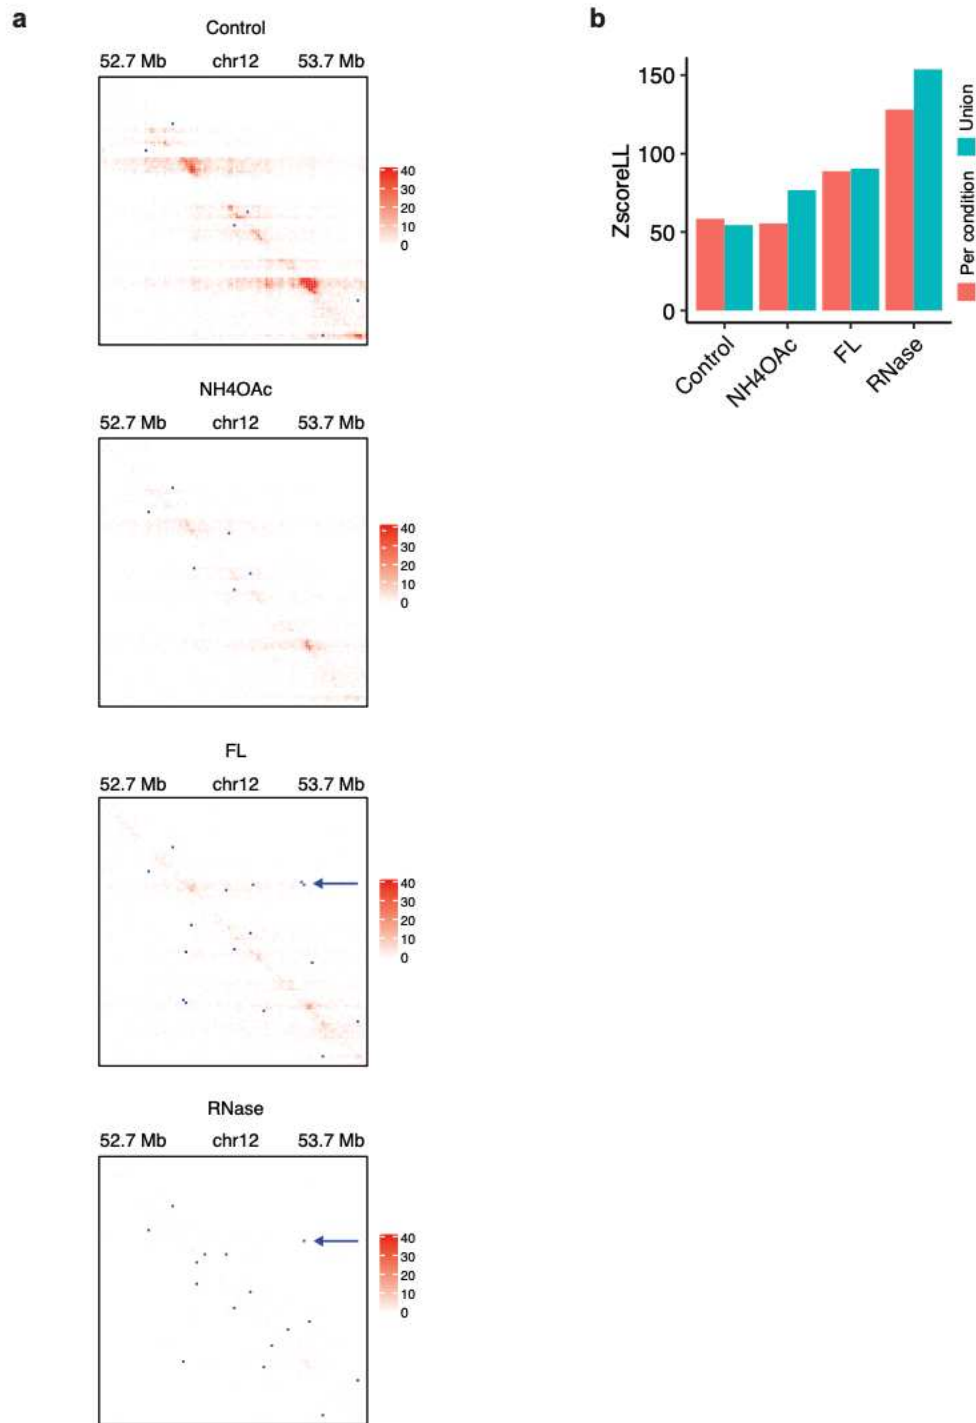 a
Control
52.7 Mb chr12 53.7 Mb
40
30
20
10
0
NH4OAc
52.7 Mb chr12 53.7 Mb
40
30
20
10
0
FL
52.7 Mb chr12 53.7 Mb
40
30
20
10
0
RNase
52.7 Mb chr12 53.7 Mb
40
30
20
10
0
b
ZscoreLL
150
100
50
0
Control
NH4OAc
FL
RNase
Per condition
Union